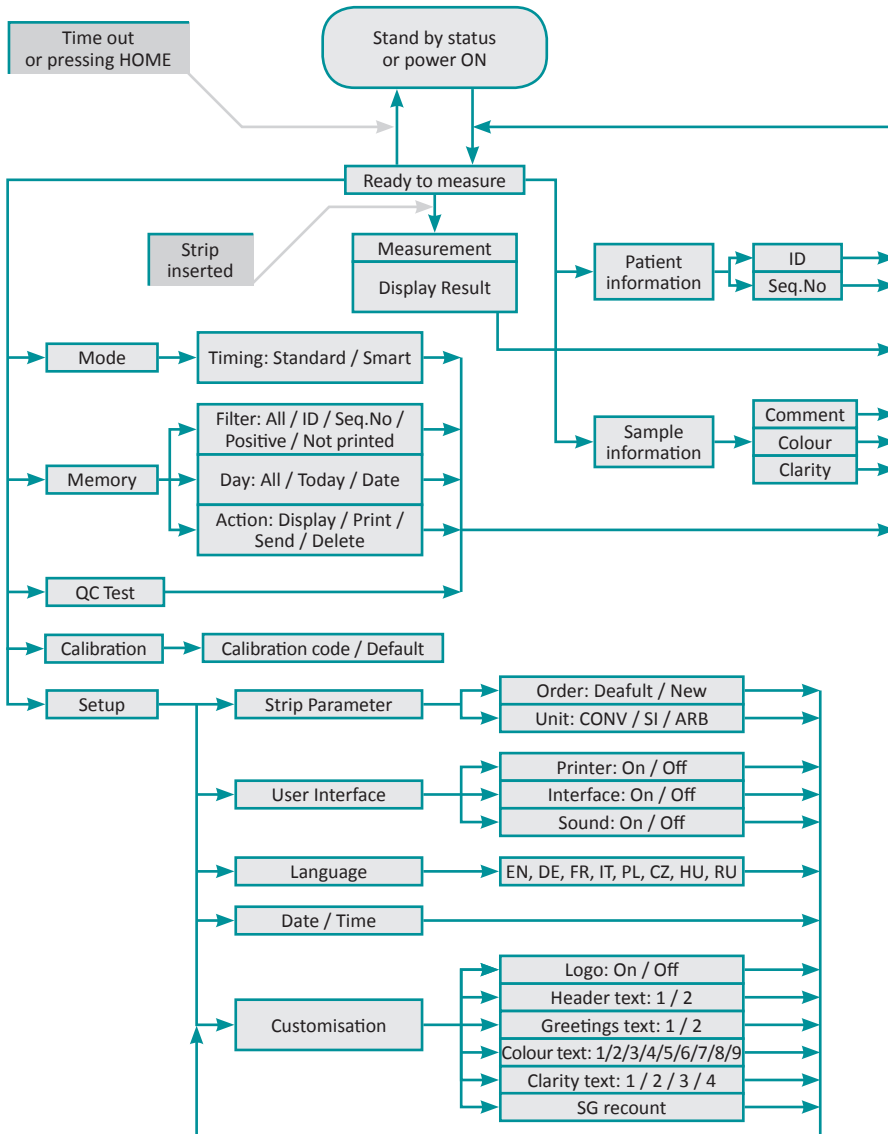 Time out
or pressing HOME
Stand by status
or power ON
Ready to measure
Strip
inserted
Measurement
Display Result
Patient
information
ID
Seq.No
Mode
Timing: Standard / Smart
Memory
Filter: All / ID / Seq.No /
Positive / Not printed
Day: All / Today / Date
Action: Display / Print /
Send / Delete
Sample
information
Comment
Colour
Clarity
QC Test
Calibration
Calibration code / Default
Setup
Strip Parameter
Order: Deafult / New
Unit: CONV / SI / ARB
User Interface
Printer: On / Off
Interface: On / Off
Sound: On / Off
Language
EN, DE, FR, IT, PL, CZ, HU, RU
Date / Time
Customisation
Logo: On / Off
Header text: 1 / 2
Greetings text: 1 / 2
Colour text: 1/2/3/4/5/6/7/8/9
Clarity text: 1 / 2 / 3 / 4
SG recount